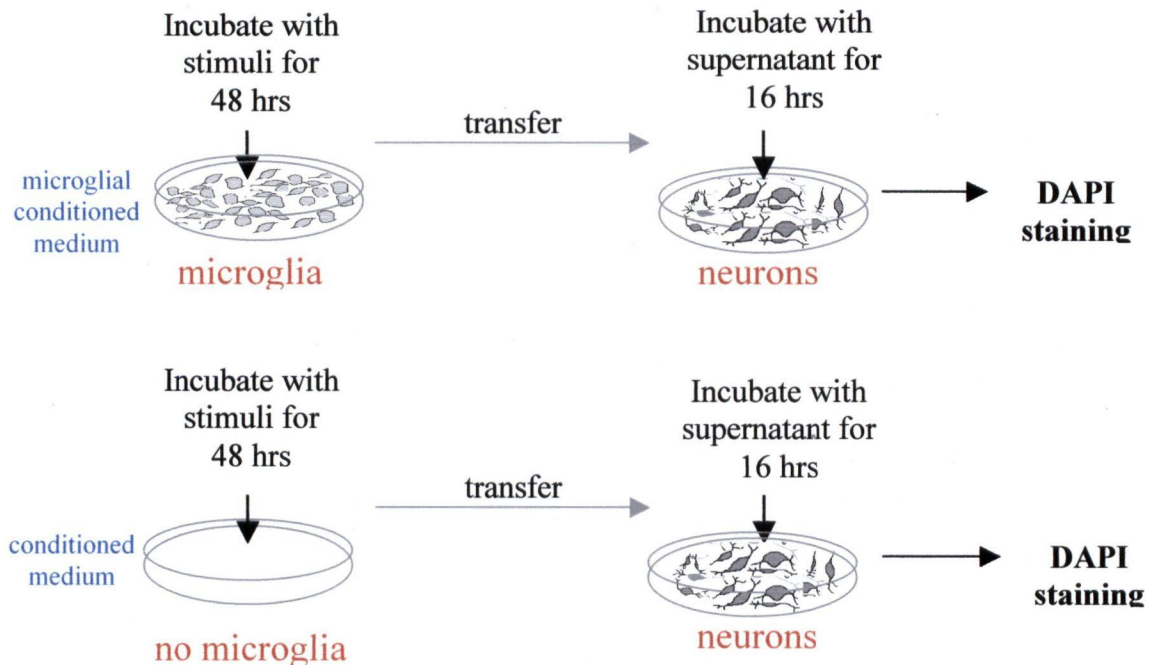 Incubate with
stimuli for
48 hrs
Incubate with
supernatant for
16 hrs
transfer
microglial
conditioned
medium
DAPI
staining
microglia
neurons
Incubate with
stimuli for
48 hrs
Incubate with
supernatant for
16 hrs
transfer
conditioned
medium
DAPI
staining
no microglia
neurons